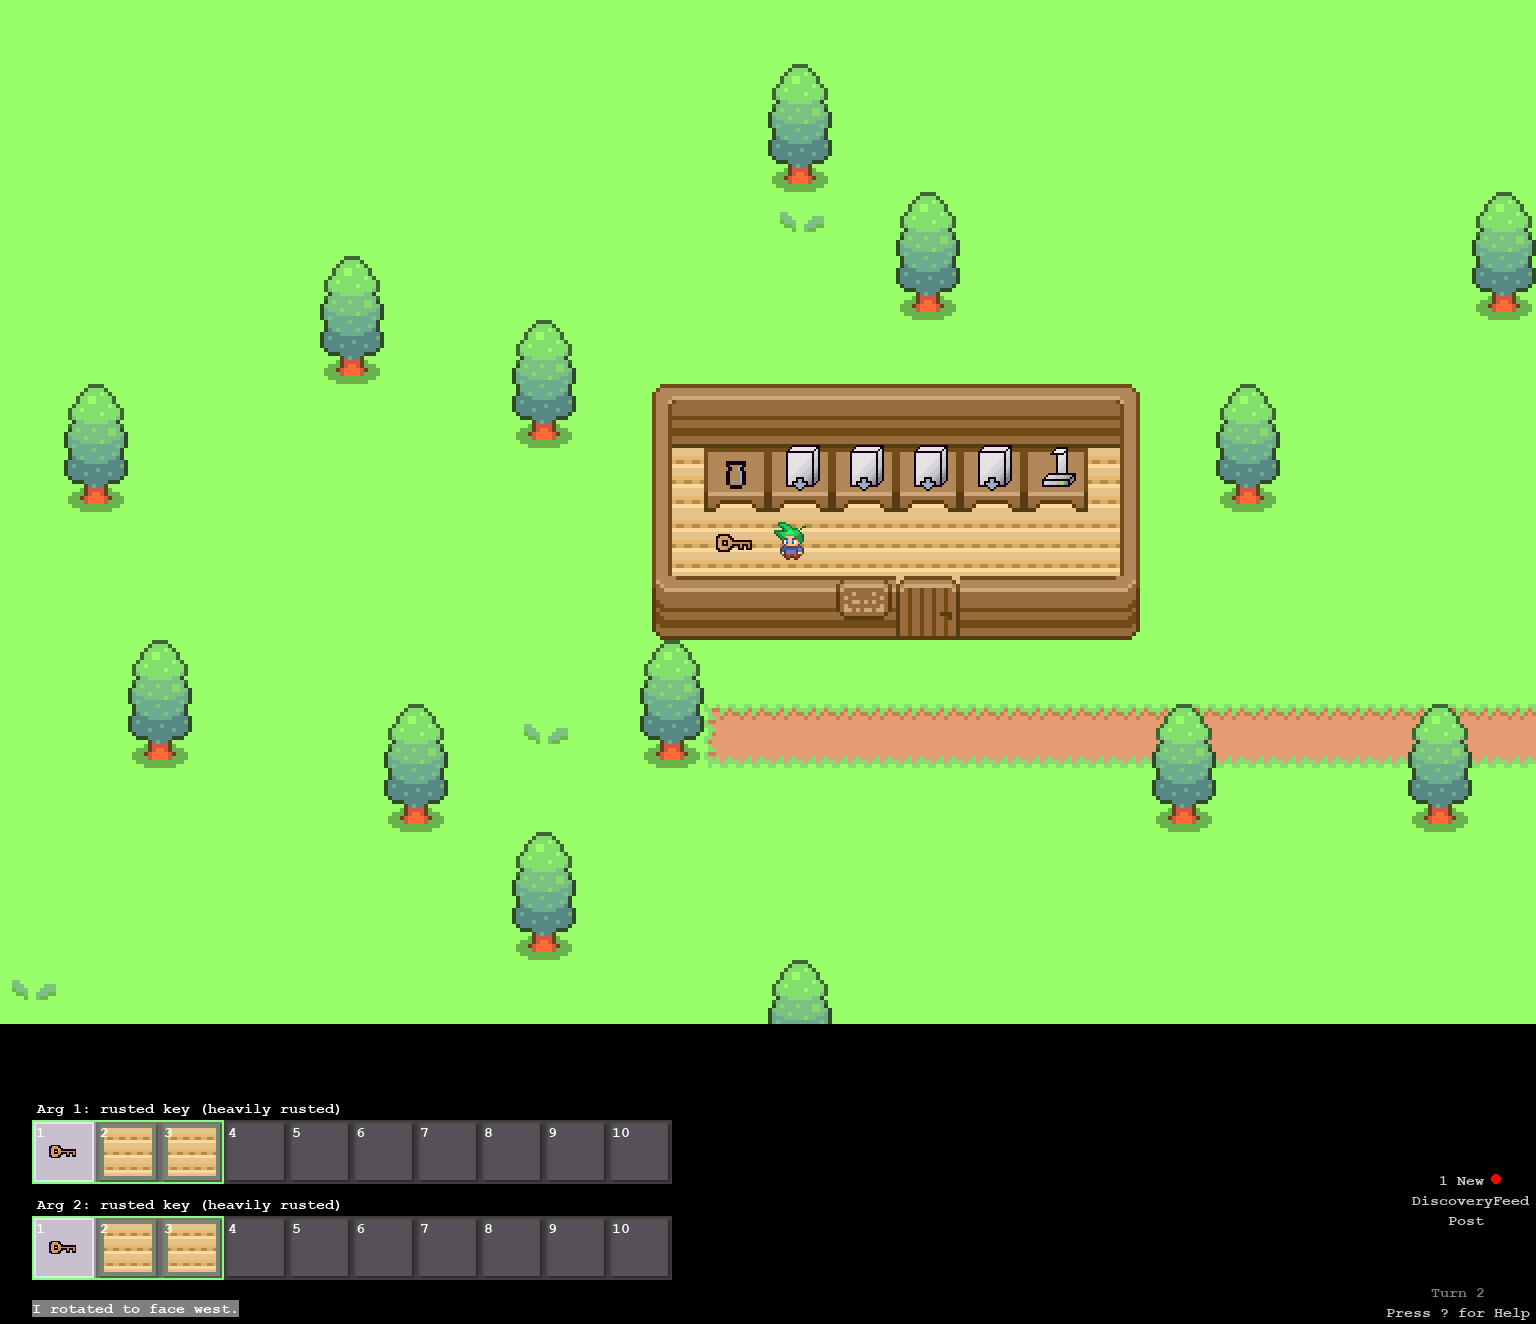 Arg 1: rusted key (heavily rusted)
1 2 3 4 5 6 7 8 9 10
Arg 2: rusted key (heavily rusted)
1 2 3 4 5 6 7 8 9 10
I rotated to face west.
1 New
DiscoveryFeed
Post
Turn 2
Press ? for Help